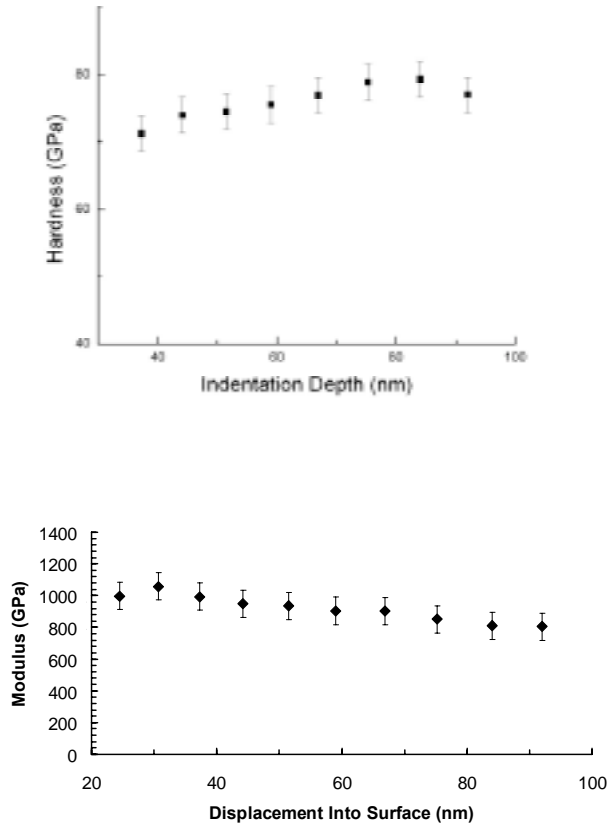 80
60
40
Hardness (GPa)
40 60 80 100
Indentation Depth (nm)
1400
1200
1000
800
600
400
200
0
Modulus (GPa)
20 40 60 80 100
Displacement Into Surface (nm)